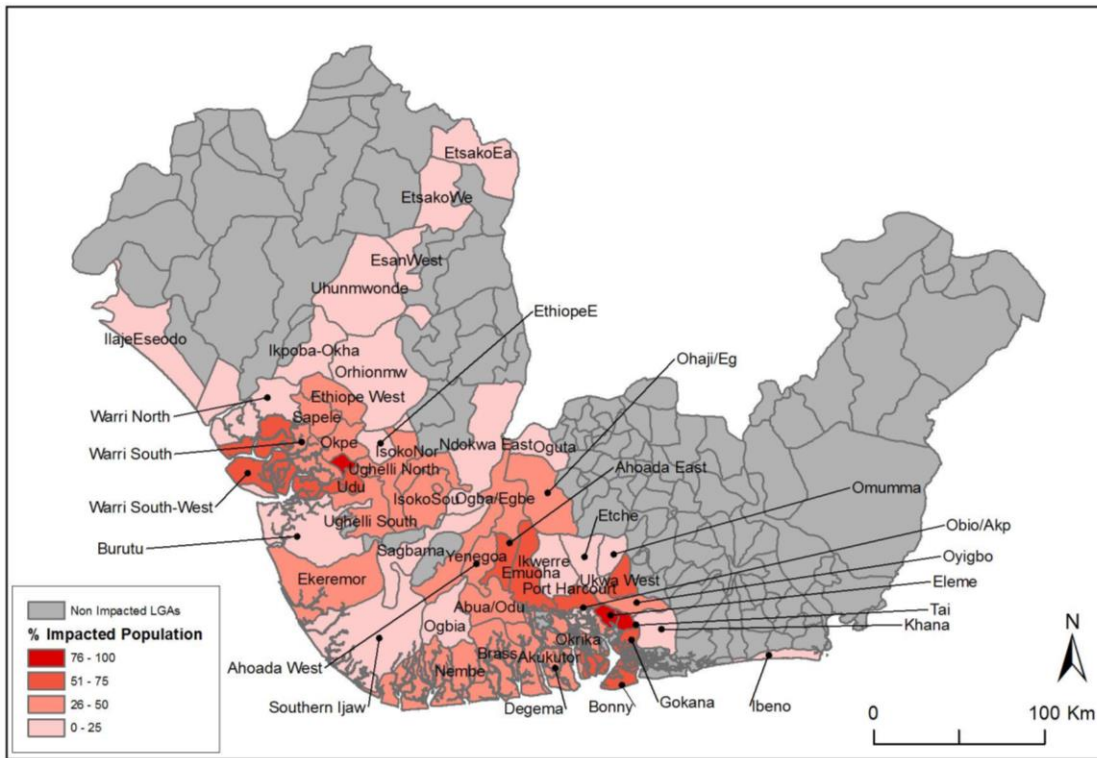 EtsakoEa
EtsakoWe
EsanWest
Uhunmwonde
EthiopeE
IlajeEseodo
Ikpoba-Okha
Ohaji/Eg
Orhionmw
Ethiope West
Warri North
Sapele
Ndokwa East
Oguta
Okpe
IsokoNor
Ahoada East
Warri South
Ughelli North
Omumma
Udu
IsokoSou
Ogba/Egbe
Warri South-West
Etche
Ughelli South
Obio/Akp
Burutu
Sagbama
Yenegoa
Ikwerre
Oyigbo
Emuoha
Ukwa West
Ekeremor
Port Harcourt
Eleme
Abua/Odu
Tai
Ogbia
Khana
Okrika
Ahoada West
Brass
Akukutor
Nembe
Southern Ijaw
Degema
Bonny
Gokana
Ibeno
Non Impacted LGAs
% Impacted Population
76 - 100
51 - 75
26 - 50
0 - 25
N
0 100 Km